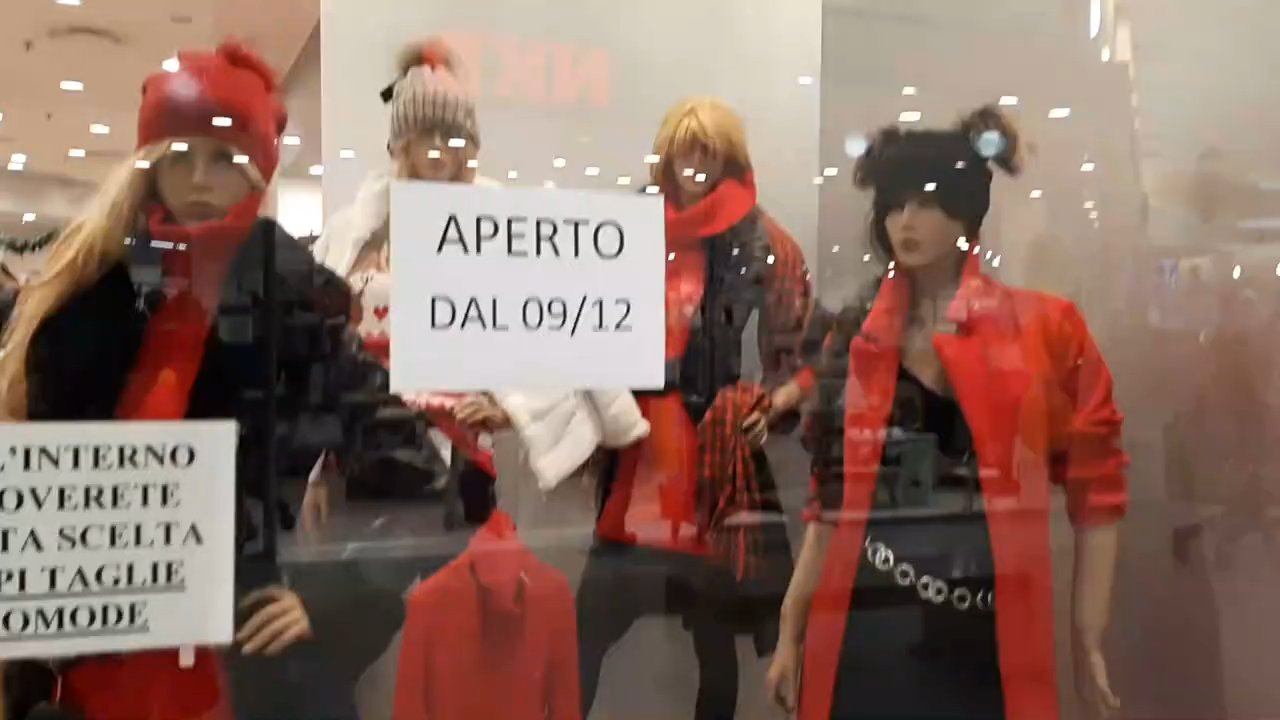 APERTO
DAL 09/12
L'INTERNO
OVERETE
TA SCELTA
PI TAGLIE
OMODE